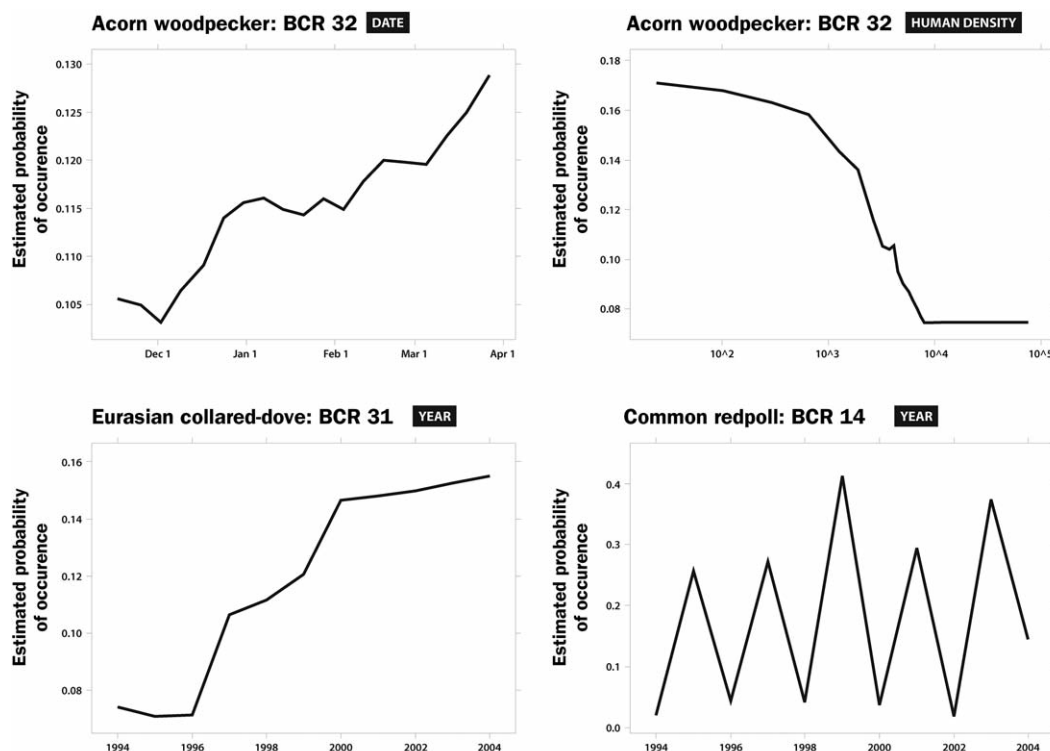 Acorn woodpecker: BCR 32 DATE
Estimated probability
of occurence
0.130
0.125
0.120
0.115
0.110
0.105
Dec 1 Jan 1 Feb 1 Mar 1 Apr 1
Acorn woodpecker: BCR 32 HUMAN DENSITY
Estimated probability
of occurence
0.18
0.16
0.14
0.12
0.10
0.08
10^2 10^3 10^4 10^5
Eurasian collared-dove: BCR 31 YEAR
Estimated probability
of occurence
0.16
0.14
0.12
0.10
0.08
1994 1996 1998 2000 2002 2004
Common redpoll: BCR 14 YEAR
Estimated probability
of occurence
0.4
0.3
0.2
0.1
0.0
1994 1996 1998 2000 2002 2004